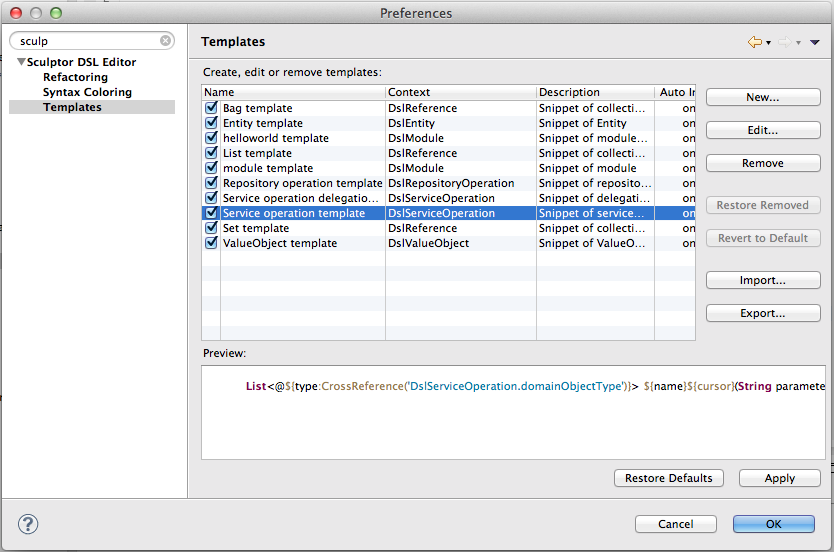 Preferences
sculp
Templates
Sculptor DSL Editor
Refactoring
Syntax Coloring
Templates
Create, edit or remove templates:
Name Context Description Auto In
Bag template DslReference Snippet of collecti... on
Entity template DslEntity Snippet of Entity on
helloworld template DslModule Snippet of module... on
List template DslReference Snippet of collecti... on
module template DslModule Snippet of module on
Repository operation template DslRepositoryOperation Snippet of reposito... on
Service operation delegatio... DslServiceOperation Snippet of delegati... on
Service operation template DslServiceOperation Snippet of service... on
Set template DslReference Snippet of collecti... on
ValueObject template DslValueObject Snippet of ValueO... on
New...
Edit...
Remove
Restore Removed
Revert to Default
Import...
Export...
Preview:
List<@${type:CrossReference('DslServiceOperation.domainObjectType')}> ${name}${cursor}(String paramete
Restore Defaults
Apply
?
Cancel
OK